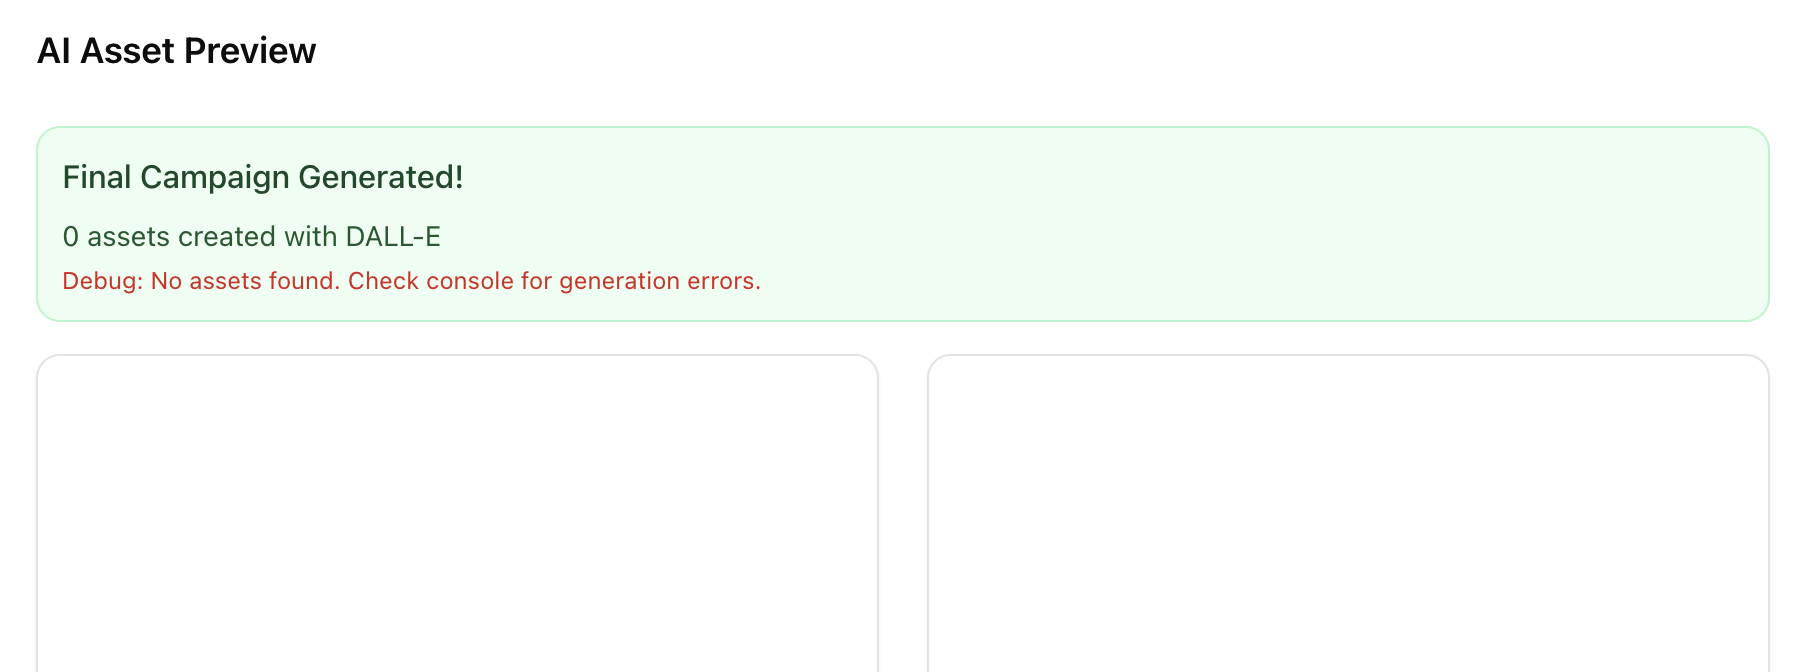 AI Asset Preview
Final Campaign Generated!
0 assets created with DALL-E
Debug: No assets found. Check console for generation errors.